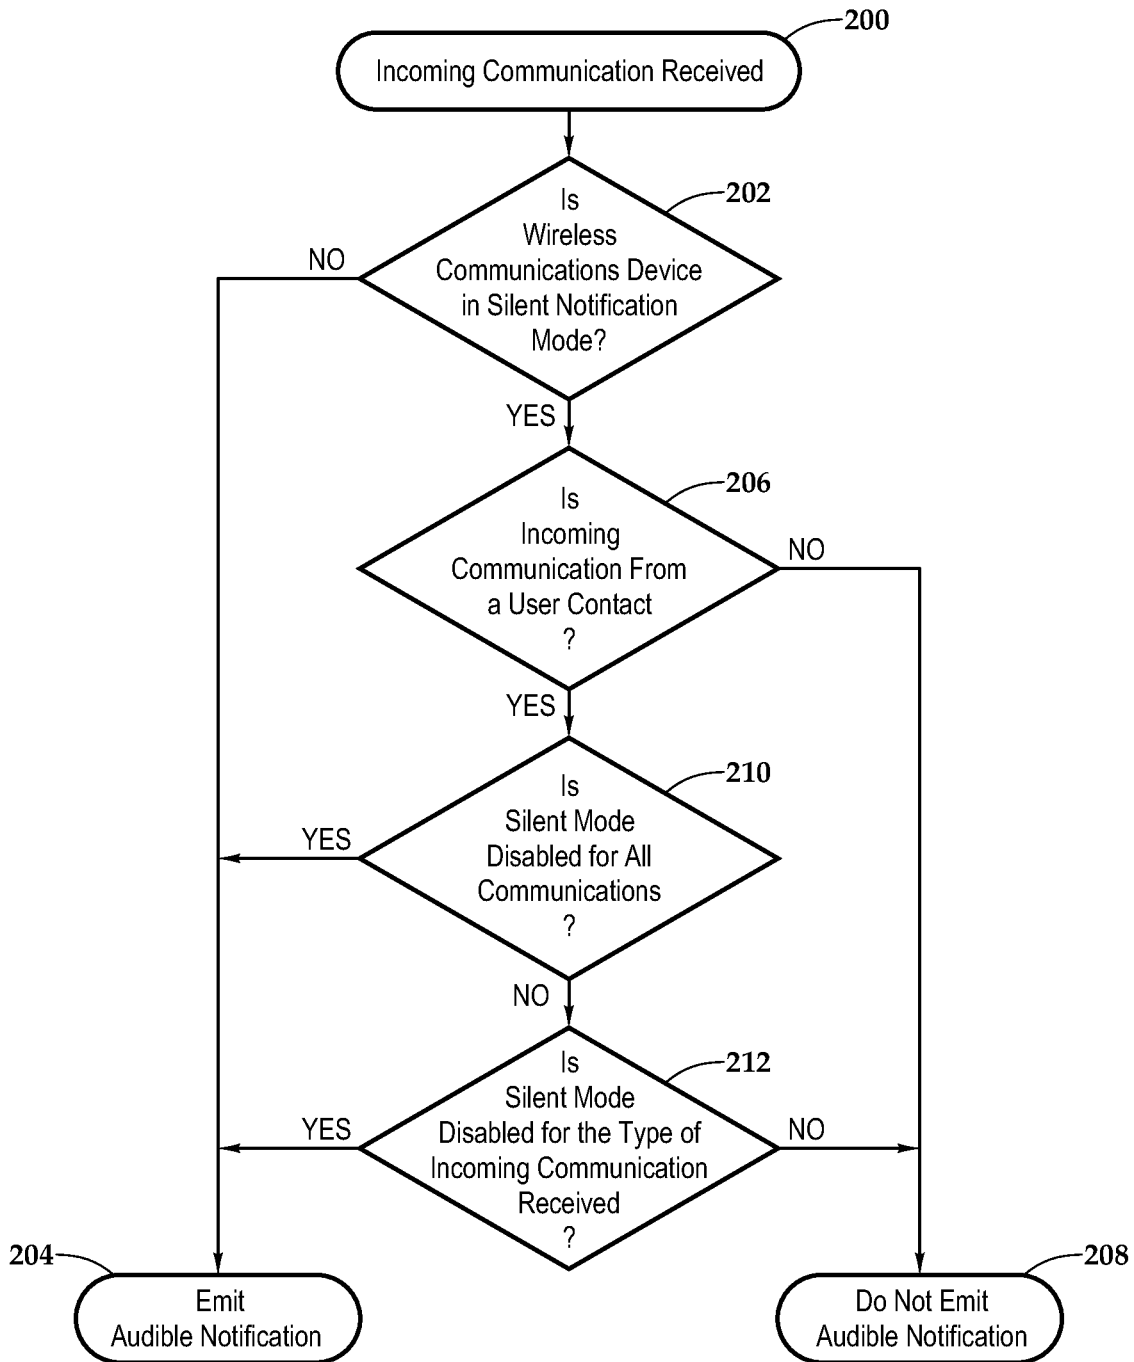 200
Incoming Communication Received
202
Is
Wireless
Communications Device
in Silent Notification
Mode?
NO
YES
206
Is
Incoming
Communication From
a User Contact
?
NO
YES
210
Is
Silent Mode
Disabled for All
Communications
?
YES
NO
212
Is
Silent Mode
Disabled for the Type of
Incoming Communication
Received
?
YES
NO
204
Emit
Audible Notification
208
Do Not Emit
Audible Notification